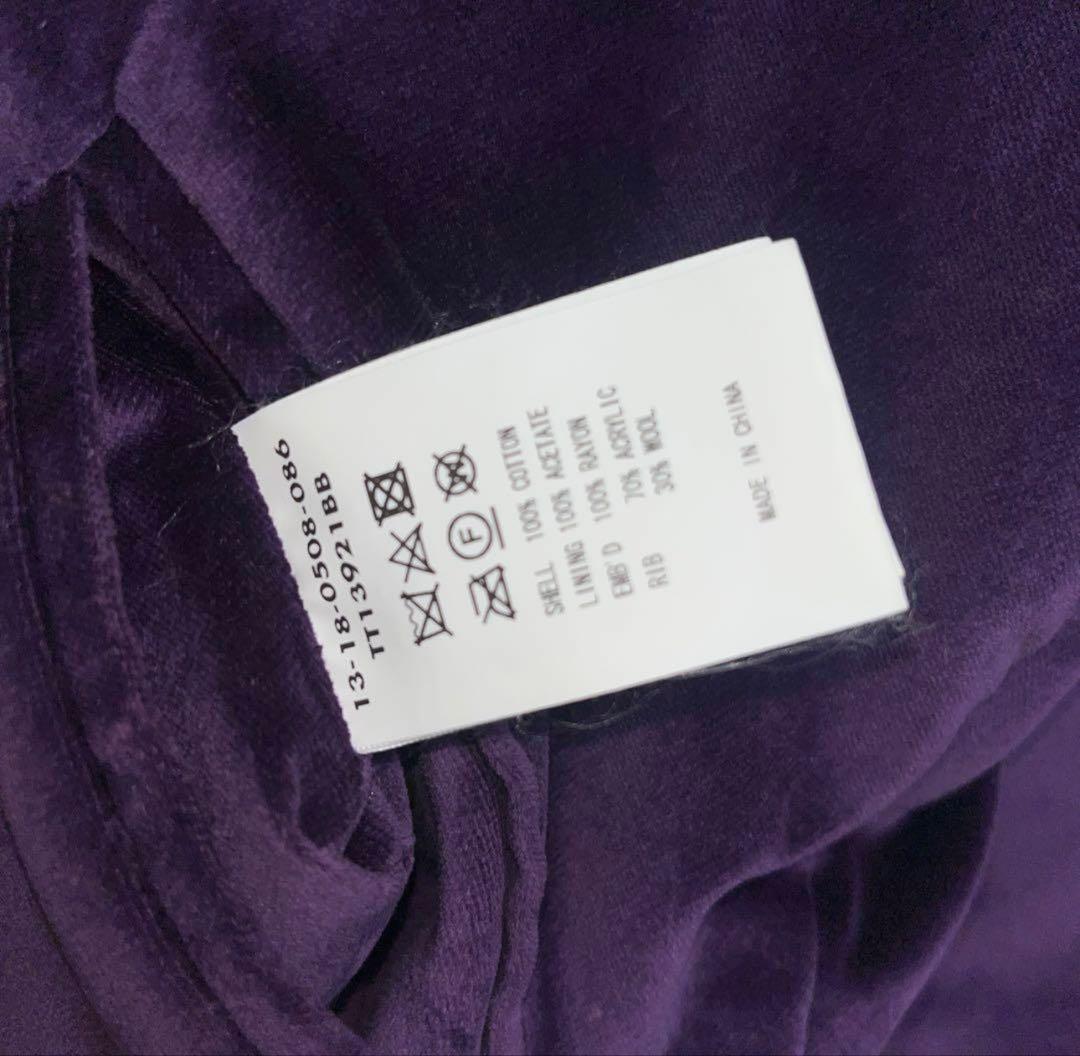 13-18-0508-086
TT13921BB
F W
SHELL 100% COTTON
LINING 100% ACETATE
EMB'D 100% RAYON
RIB 70% ACRYLIC
30% WOOL
MADE IN CHINA